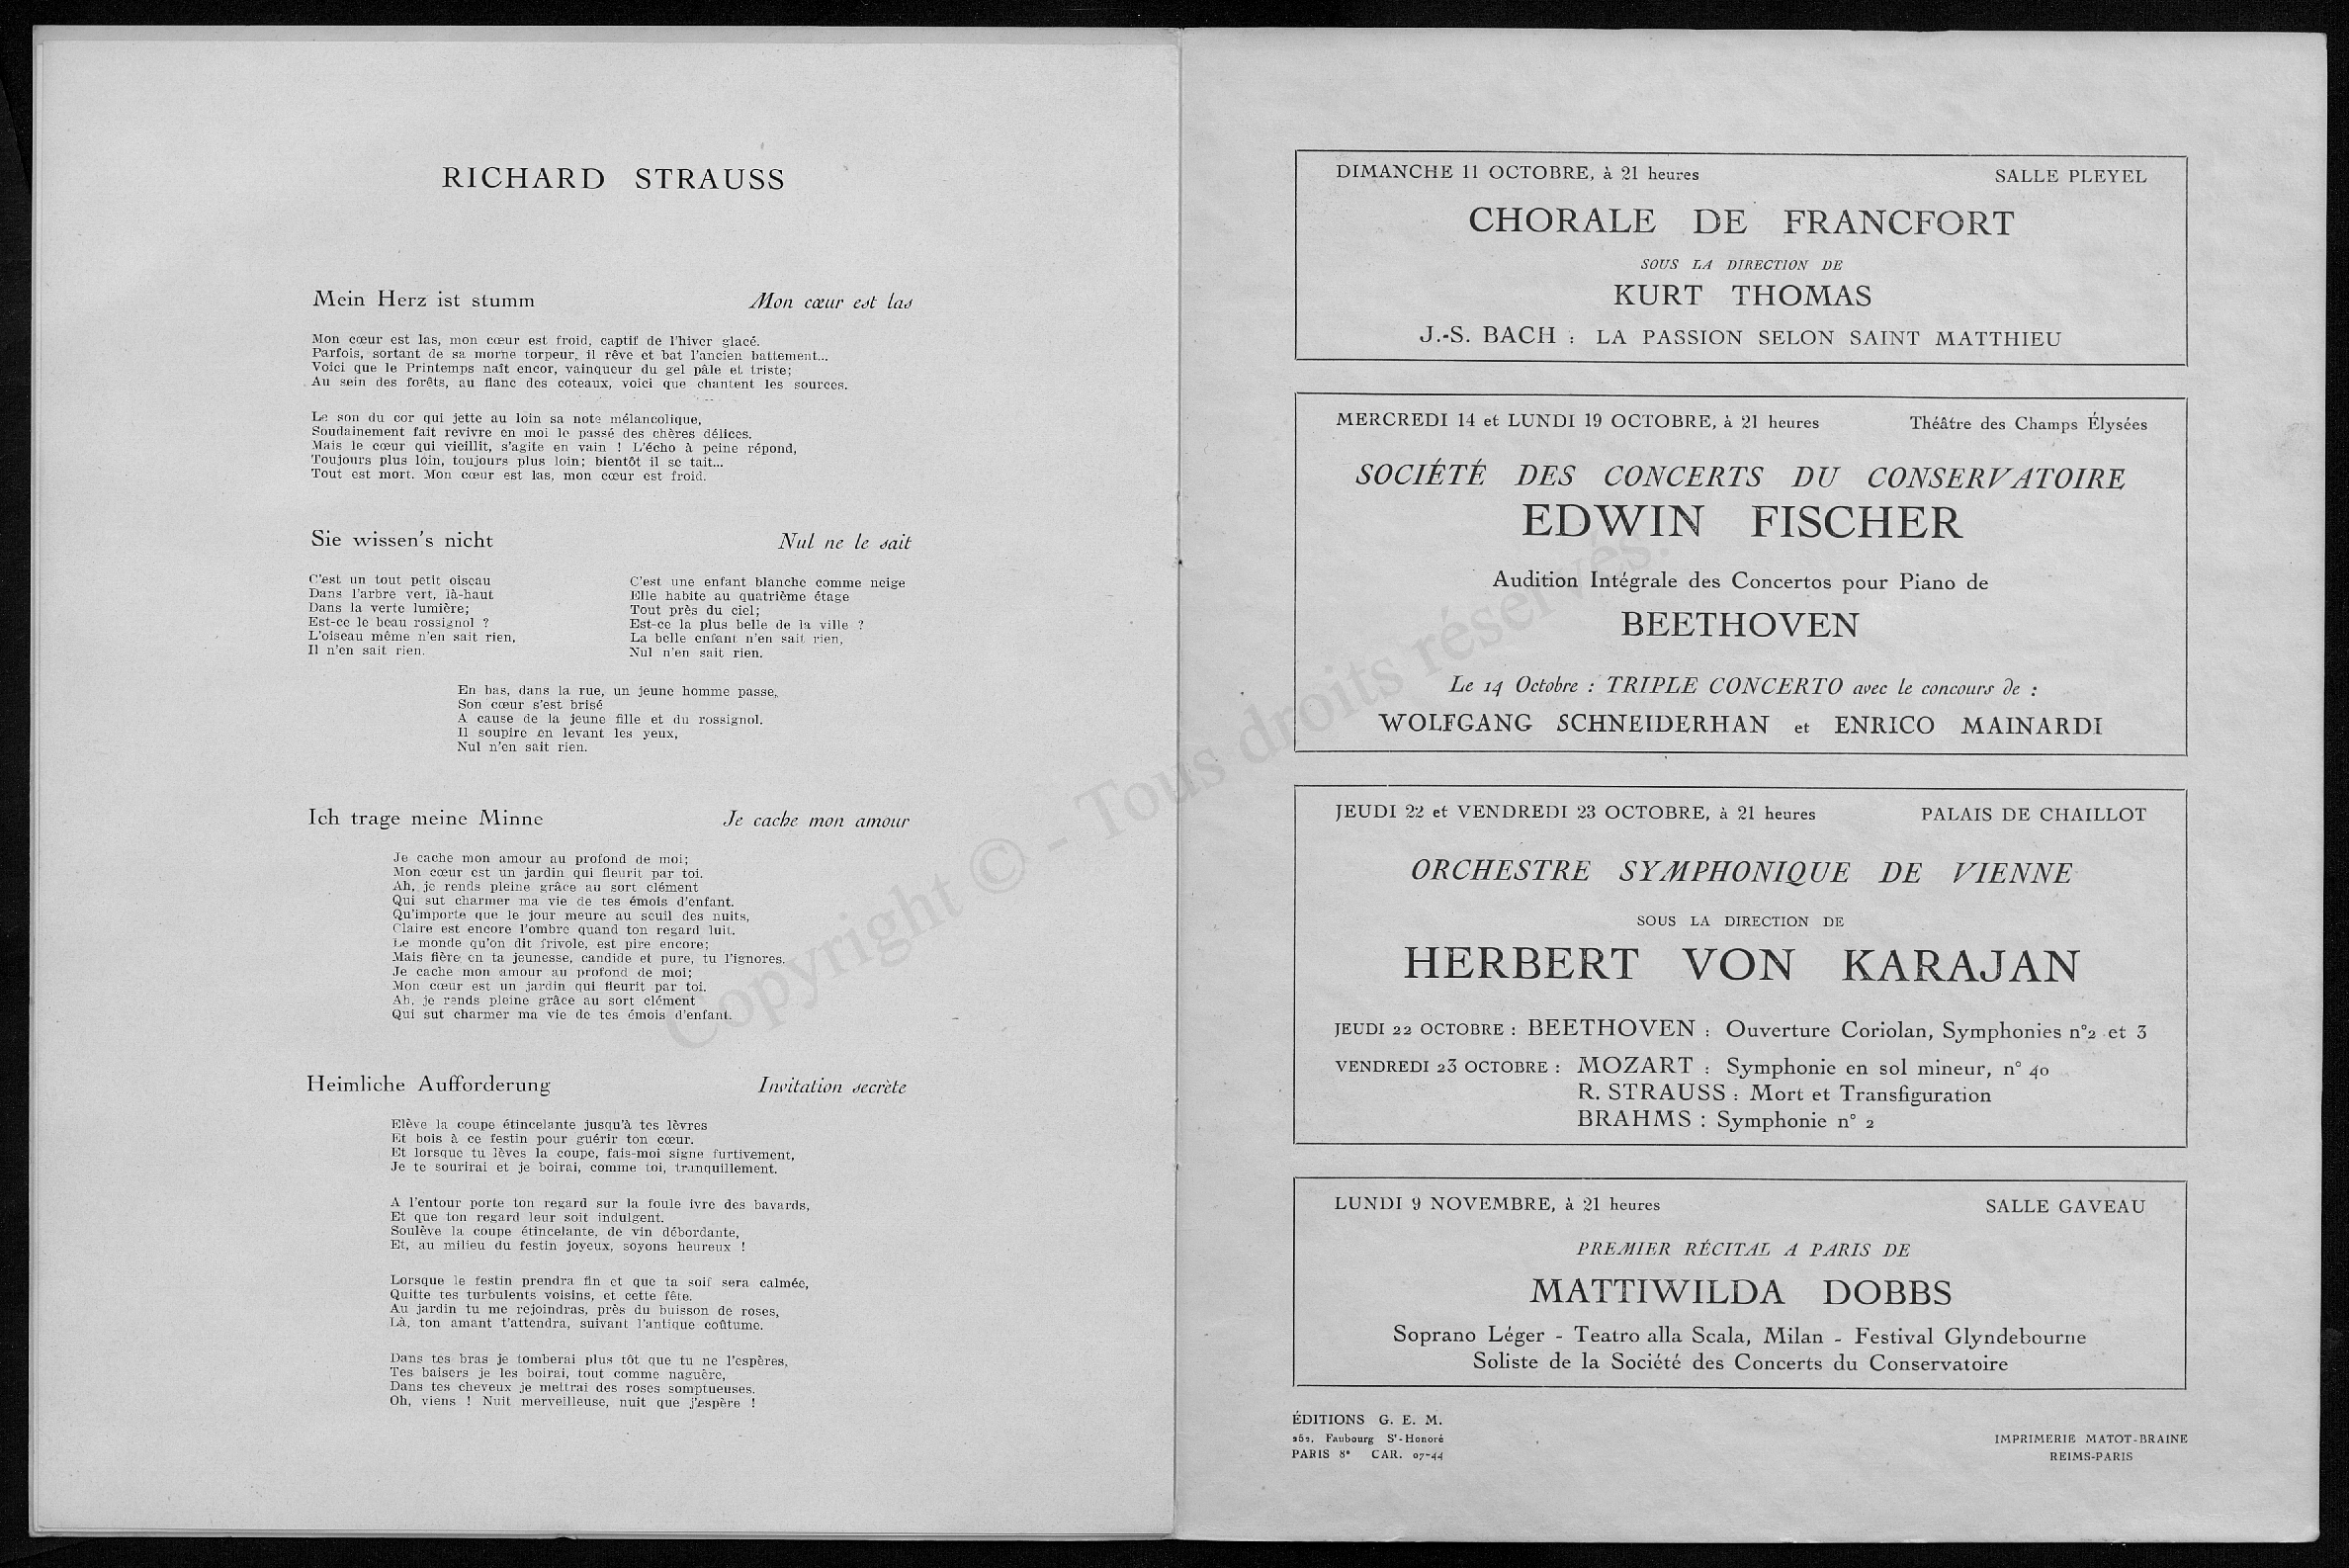 RICHARD STRAUSS
Mein Herz ist stumm Mon cœur est las
Mon cœur est las, mon cœur est froid, captif de l'hiver glacé.
Parfois, sortant de sa morne torpeur, il rêve et bat l'ancien battement...
Voici que le Printemps naît encor, vainqueur du gel pâle et triste;
Au sein des forêts, au flanc des coteaux, voici que chantent les sources.
Le son du cor qui jette au loin sa note mélancolique,
Soudainement fait revivre en moi le passé des chères délices.
Mais le cœur qui vieillit, s'agite en vain ! L'écho à peine répond,
Toujours plus loin, toujours plus loin; bientôt il se tait...
Tout est mort. Mon cœur est las, mon cœur est froid.
Sie wissen's nicht Nul ne le sait
C'est un tout petit oiseau
Dans l'arbre vert, là-haut
Dans la verte lumière;
Est-ce le beau rossignol ?
L'oiseau même n'en sait rien,
Il n'en sait rien.
C'est une enfant blanche comme neige
Elle habite au quatrième étage
Tout près du ciel;
Est-ce la plus belle de la ville ?
La belle enfant n'en sait rien,
Nul n'en sait rien.
En bas, dans la rue, un jeune homme passe,
Son cœur s'est brisé
A cause de la jeune fille et du rossignol.
Il soupire en levant les yeux,
Nul n'en sait rien.
Ich trage meine Minne Je cache mon amour
Je cache mon amour au profond de moi;
Mon cœur est un jardin qui fleurit par toi.
Ah, je rends pleine grâce au sort clément
Qui sut charmer ma vie de tes émois d'enfant.
Qu'importe que le jour meure au seuil des nuits,
Claire est encore l'ombre quand ton regard luit.
Le monde qu'on dit frivole, est pire encore;
Mais fière en ta jeunesse, candide et pure, tu l'ignores.
Je cache mon amour au profond de moi;
Mon cœur est un jardin qui fleurit par toi.
Ah, je rends pleine grâce au sort clément
Qui sut charmer ma vie de tes émois d'enfant.
Heimliche Aufforderung Invitation secrète
Elève la coupe étincelante jusqu'à tes lèvres
Et bois à ce festin pour guérir ton cœur.
Et lorsque tu lèves la coupe, fais-moi signe furtivement,
Je te sourirai et je boirai, comme toi, tranquillement.
A l'entour porte ton regard sur la foule ivre des bavards,
Et que ton regard leur soit indulgent.
Soulève la coupe étincelante, de vin débordante,
Et, au milieu du festin joyeux, soyons heureux !
Lorsque le festin prendra fin et que ta soif sera calmée,
Quitte tes turbulents voisins, et cette fête.
Au jardin tu me rejoindras, près du buisson de roses,
Là, ton amant t'attendra, suivant l'antique coûtume.
Dans tes bras je tomberai plus tôt que tu ne l'espères,
Tes baisers je les boirai, tout comme naguère,
Dans tes cheveux je mettrai des roses somptueuses.
Oh, viens ! Nuit merveilleuse, nuit que j'espère !
DIMANCHE 11 OCTOBRE, à 21 heures SALLE PLEYEL
CHORALE DE FRANCFORT
SOUS LA DIRECTION DE
KURT THOMAS
J.-S. BACH : LA PASSION SELON SAINT MATTHIEU
MERCREDI 14 et LUNDI 19 OCTOBRE, à 21 heures Théâtre des Champs Élysées
SOCIÉTÉ DES CONCERTS DU CONSERVATOIRE
EDWIN FISCHER
Audition Intégrale des Concertos pour Piano de
BEETHOVEN
Le 14 Octobre : TRIPLE CONCERTO avec le concours de :
WOLFGANG SCHNEIDERHAN et ENRICO MAINARDI
JEUDI 22 et VENDREDI 23 OCTOBRE, à 21 heures PALAIS DE CHAILLOT
ORCHESTRE SYMPHONIQUE DE VIENNE
SOUS LA DIRECTION DE
HERBERT VON KARAJAN
JEUDI 22 OCTOBRE : BEETHOVEN : Ouverture Coriolan, Symphonies n°2 et 3
VENDREDI 23 OCTOBRE : MOZART : Symphonie en sol mineur, n° 40
R. STRAUSS : Mort et Transfiguration
BRAHMS : Symphonie n° 2
LUNDI 9 NOVEMBRE, à 21 heures SALLE GAVEAU
PREMIER RÉCITAL A PARIS DE
MATTIWILDA DOBBS
Soprano Léger - Teatro alla Scala, Milan - Festival Glyndebourne
Soliste de la Société des Concerts du Conservatoire
ÉDITIONS G. E. M.
252, Faubourg St-Honoré
PARIS 8e CAR. 07-44
IMPRIMERIE MATOT-BRAINE
REIMS-PARIS
Copyright © - Tous droits réservés.